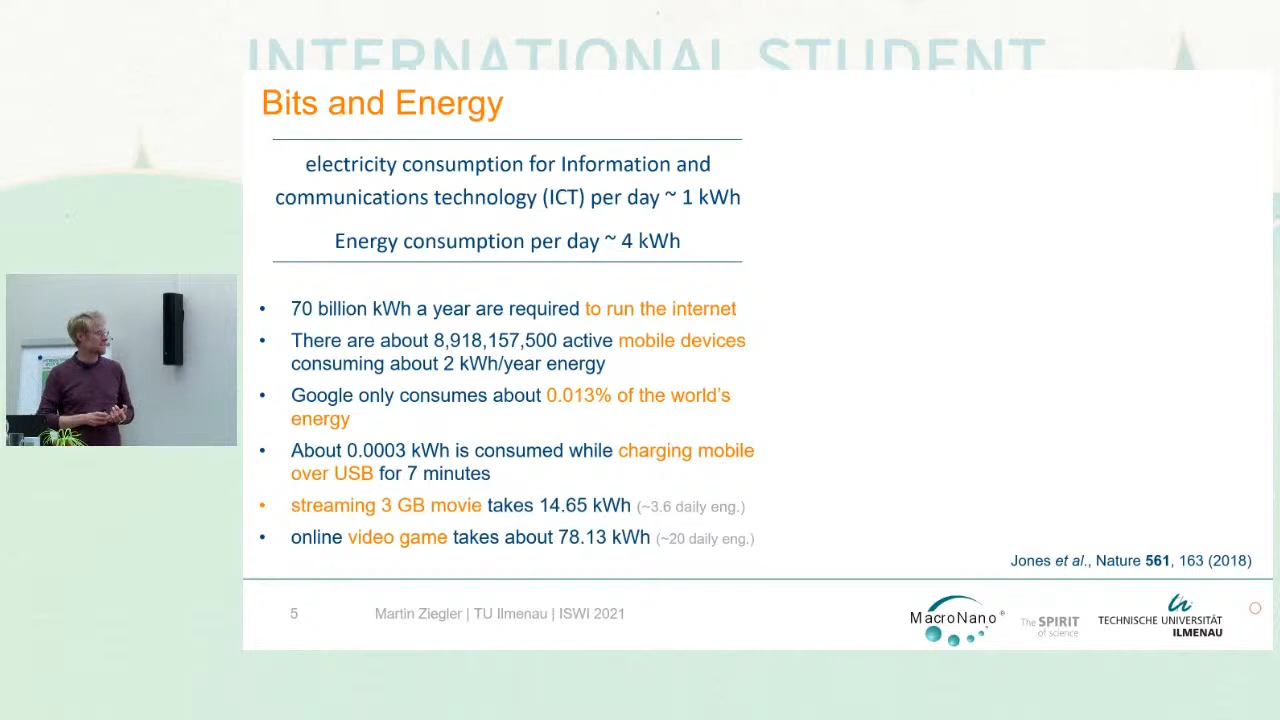 INTERNATIONAL STUDENT
Bits and Energy
electricity consumption for Information and
communications technology (ICT) per day ~ 1 kWh
Energy consumption per day ~ 4 kWh
• 70 billion kWh a year are required to run the internet
• There are about 8,918,157,500 active mobile devices
consuming about 2 kWh/year energy
• Google only consumes about 0.013% of the world's
energy
• About 0.0003 kWh is consumed while charging mobile
over USB for 7 minutes
• streaming 3 GB movie takes 14.65 kWh (~3.6 daily eng.)
• online video game takes about 78.13 kWh (~20 daily eng.)
Jones et al., Nature 561, 163 (2018)
5 Martin Ziegler | TU Ilmenau | ISWI 2021
MacroNano®
The SPIRIT
of science
TECHNISCHE UNIVERSITÄT
ILMENAU